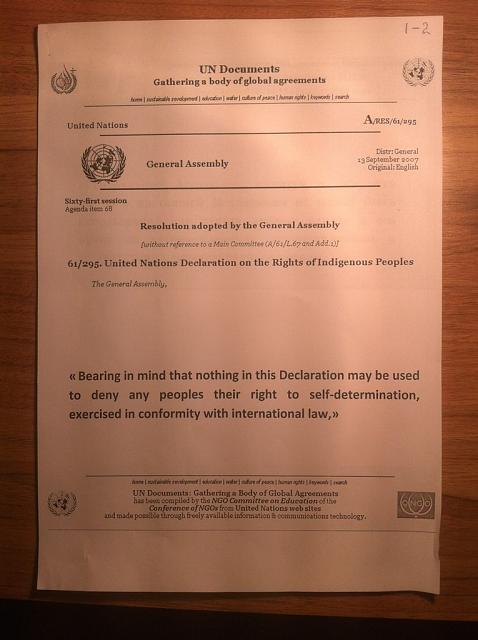 1-2
UN Documents
Gathering a body of global agreements
home | sustainable development | education | water | culture of peace | human rights | keywords | search
United Nations
A/RES/61/295
General Assembly
Distr: General
13 September 2007
Original: English
Sixty-first session
Agenda item 68
Resolution adopted by the General Assembly
[without reference to a Main Committee (A/61/L.67 and Add.1)]
61/295. United Nations Declaration on the Rights of Indigenous Peoples
The General Assembly,
« Bearing in mind that nothing in this Declaration may be used
to deny any peoples their right to self-determination,
exercised in conformity with international law,»
home | sustainable development | education | water | culture of peace | human rights | keywords | search
UN Documents: Gathering a Body of Global Agreements
has been compiled by the NGO Committee on Education of the
Conference of NGOs from United Nations web sites
and made possible through freely available information & communications technology.